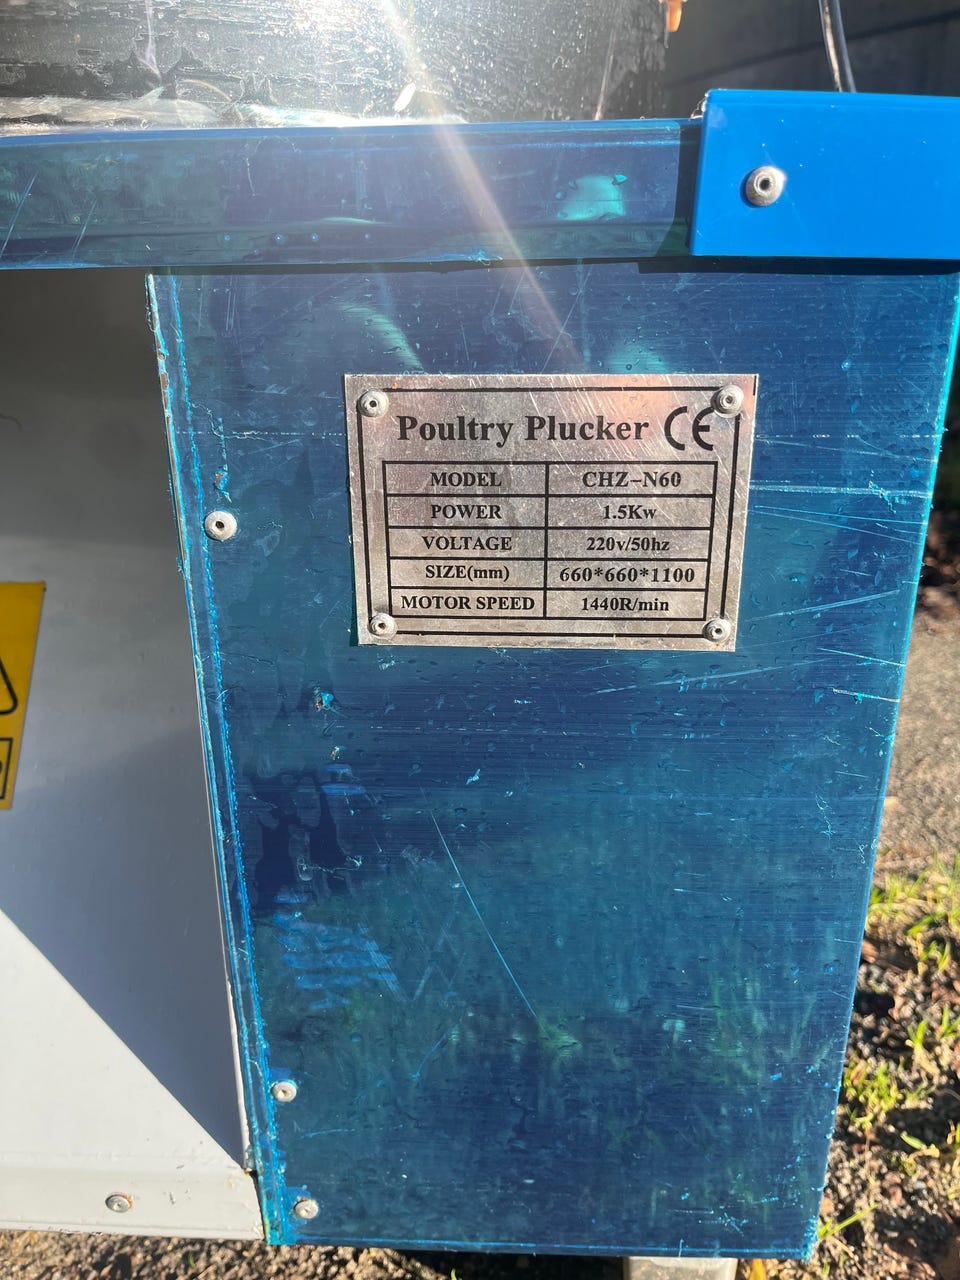 Poultry Plucker CE
MODEL CHZ-N60
POWER 1.5Kw
VOLTAGE 220v/50hz
SIZE(mm) 660*660*1100
MOTOR SPEED 1440R/min